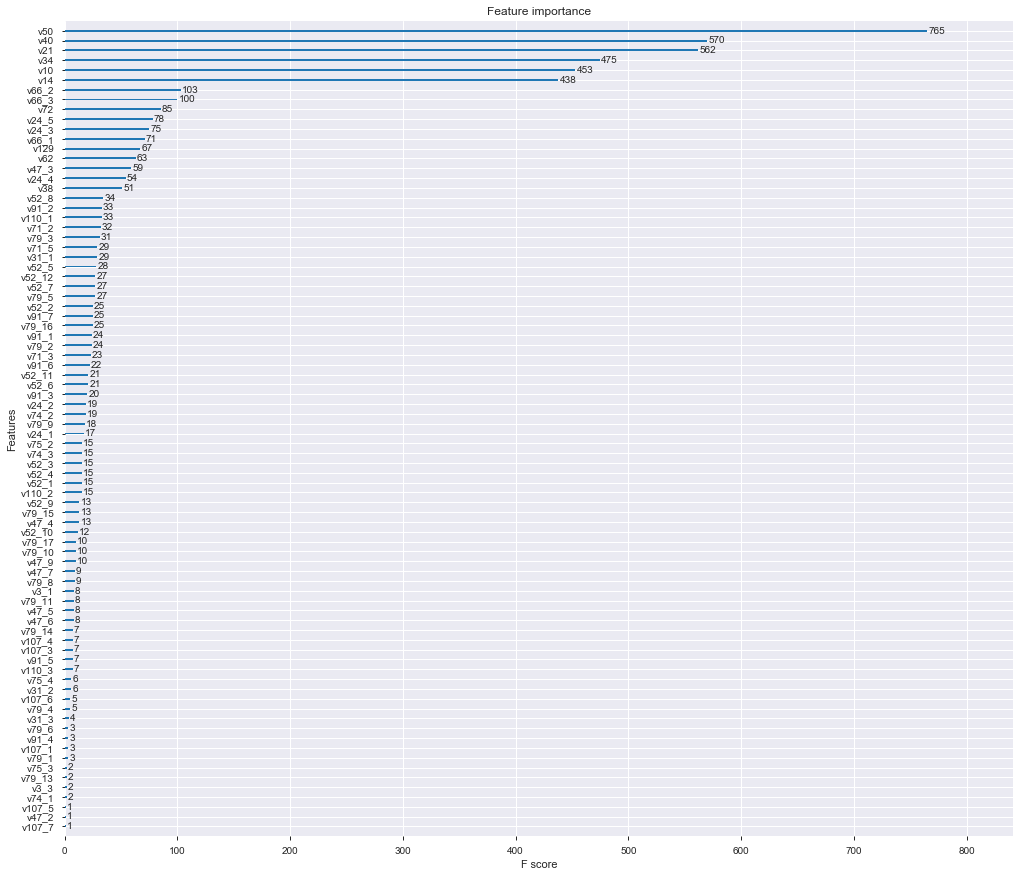 Feature importance
v50 765
v40 570
v21 562
v34 475
v10 453
v14 438
v66_2 103
v66_3 100
v72 85
v24_5 78
v24_3 75
v66_1 71
v129 67
v62 63
v47_3 59
v24_4 54
v38 51
v52_8 34
v91_2 33
v110_1 33
v71_2 32
v79_3 31
v71_5 29
v31_1 29
v52_5 28
v52_12 27
v52_7 27
v79_5 27
v52_2 25
v91_7 25
v79_16 25
v91_1 24
v79_2 24
v71_3 23
v91_6 22
v52_11 21
v52_6 21
v91_3 20
v24_2 19
v74_2 19
v79_9 18
v24_1 17
v75_2 15
v74_3 15
v52_3 15
v52_4 15
v52_1 15
v110_2 15
v52_9 13
v79_15 13
v47_4 13
v52_10 12
v79_17 10
v79_10 10
v47_9 10
v47_7 9
v79_8 9
v3_1 8
v79_11 8
v47_5 8
v47_6 8
v79_14 7
v107_4 7
v107_3 7
v91_5 7
v110_3 7
v75_4 6
v31_2 6
v107_6 5
v79_4 5
v31_3 4
v79_6 3
v91_4 3
v107_1 3
v79_1 3
v75_3 2
v79_13 2
v3_3 2
v74_1 2
v107_5 1
v47_2 1
v107_7 1
Features
0 100 200 300 400 500 600 700 800
F score